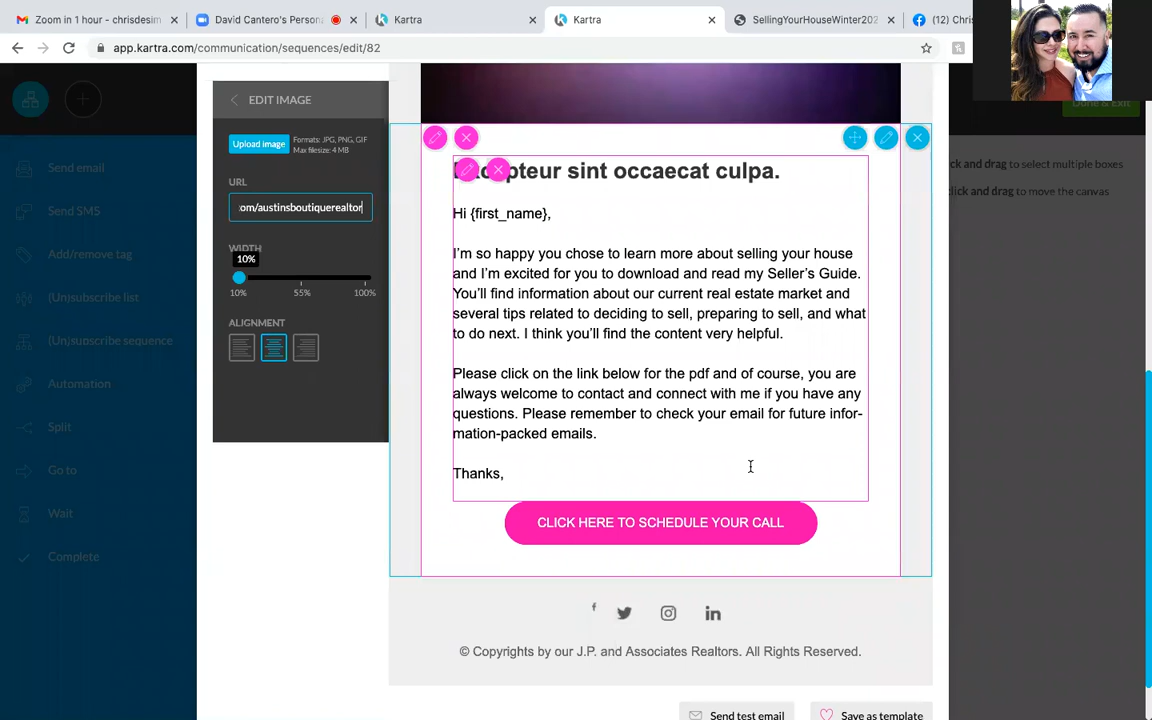 Zoom in 1 hour - chrisdesim
David Cantero's Persona
Kartra
Kartra
SellingYourHouseWinter202
(12) Chris
app.kartra.com/communication/sequences/edit/82
Done & Exit
EDIT IMAGE
Upload image
Formats: JPG, PNG, GIF
Max filesize: 4 MB
URL
om/austinsboutiquerealtor
WIDTH
10%
10% 55% 100%
ALIGNMENT
Send email
Send SMS
Add/remove tag
(Un)subscribe list
(Un)subscribe sequence
Automation
Split
Go to
Wait
Complete
ck and drag to select multiple boxes
lick and drag to move the canvas
sint occaecat culpa.
Hi {first_name},
I'm so happy you chose to learn more about selling your house
and I'm excited for you to download and read my Seller's Guide.
You'll find information about our current real estate market and
several tips related to deciding to sell, preparing to sell, and what
to do next. I think you'll find the content very helpful.
Please click on the link below for the pdf and of course, you are
always welcome to contact and connect with me if you have any
questions. Please remember to check your email for future infor-
mation-packed emails.
Thanks,
CLICK HERE TO SCHEDULE YOUR CALL
© Copyrights by our J.P. and Associates Realtors. All Rights Reserved.
Send test email
Save as template